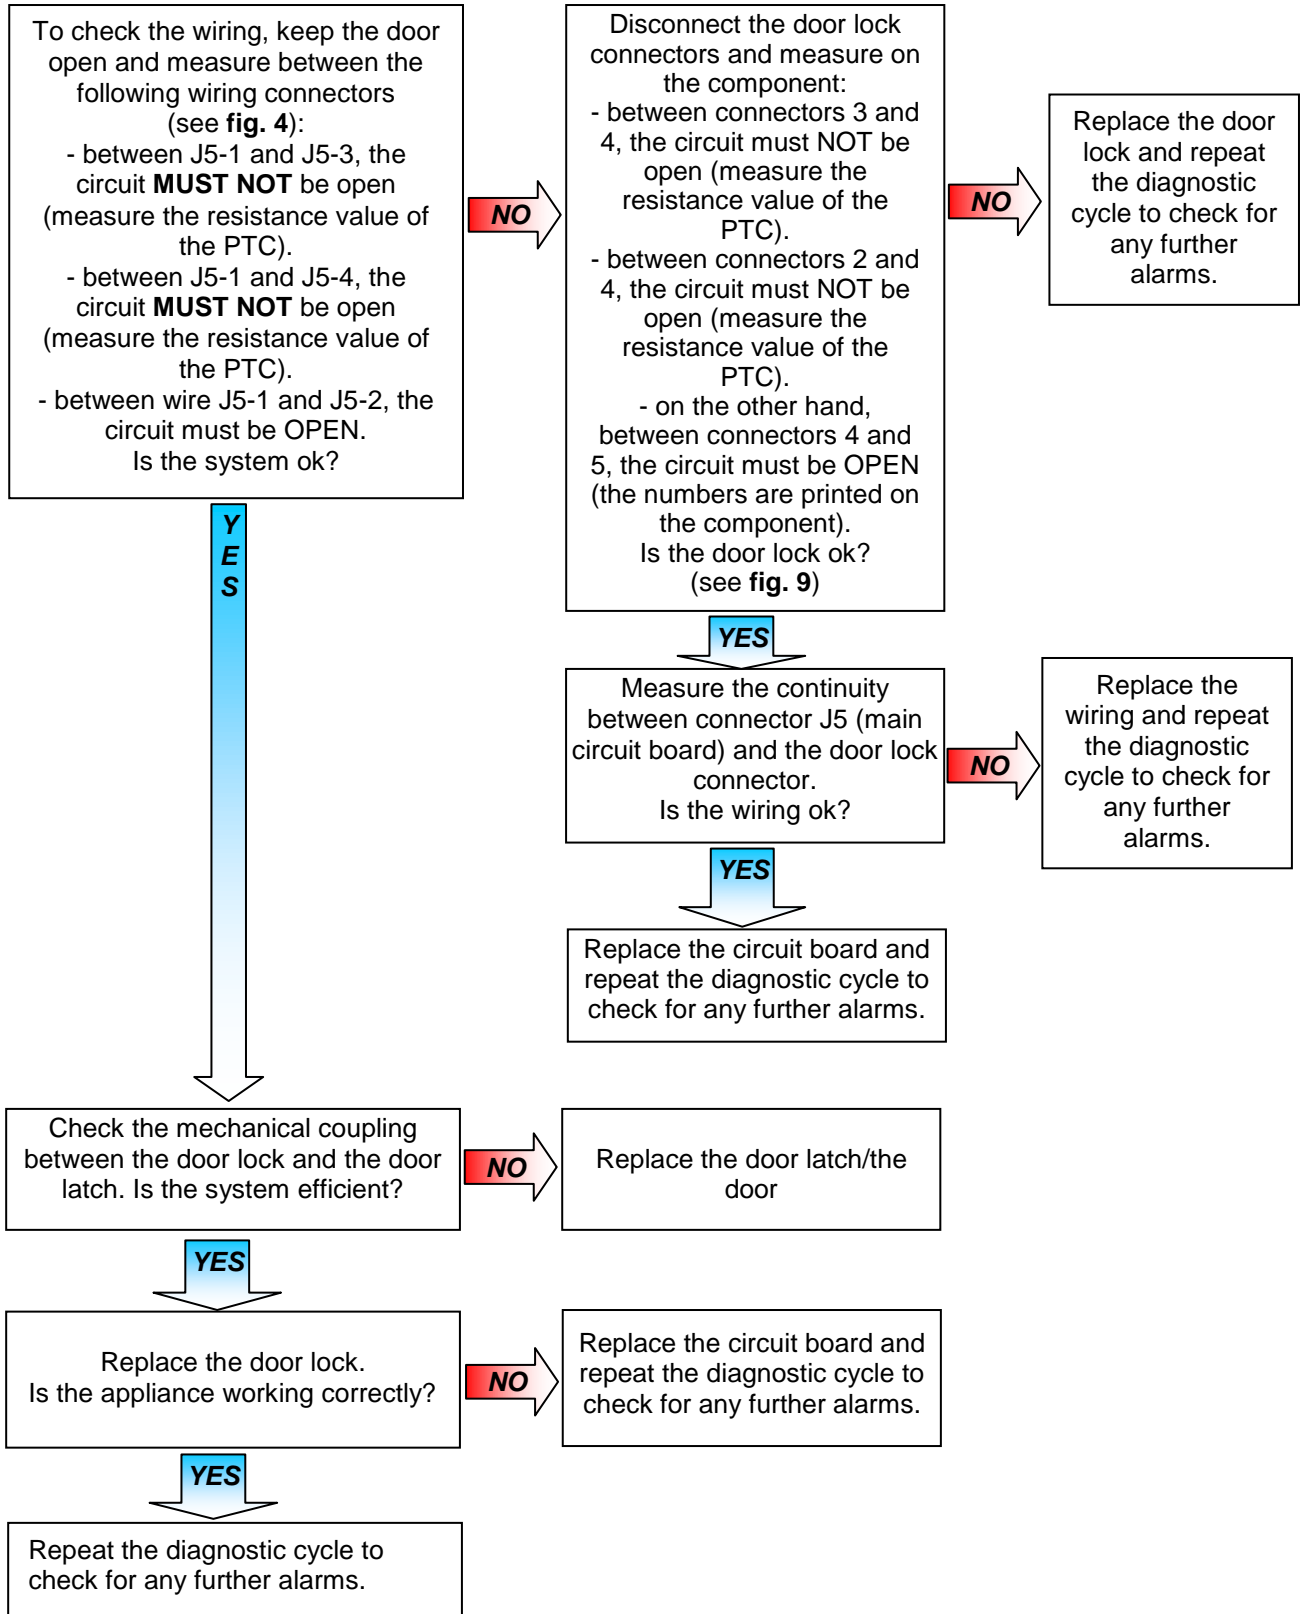 To check the wiring, keep the door
open and measure between the
following wiring connectors
(see fig. 4):
- between J5-1 and J5-3, the
circuit MUST NOT be open
(measure the resistance value of
the PTC).
- between J5-1 and J5-4, the
circuit MUST NOT be open
(measure the resistance value of
the PTC).
- between wire J5-1 and J5-2, the
circuit must be OPEN.
Is the system ok?
NO
Disconnect the door lock
connectors and measure on
the component:
- between connectors 3 and
4, the circuit must NOT be
open (measure the
resistance value of the
PTC).
- between connectors 2 and
4, the circuit must NOT be
open (measure the
resistance value of the
PTC).
- on the other hand,
between connectors 4 and
5, the circuit must be OPEN
(the numbers are printed on
the component).
Is the door lock ok?
(see fig. 9)
NO
Replace the door
lock and repeat
the diagnostic
cycle to check for
any further
alarms.
Y
E
S
YES
Measure the continuity
between connector J5 (main
circuit board) and the door lock
connector.
Is the wiring ok?
NO
Replace the
wiring and repeat
the diagnostic
cycle to check for
any further
alarms.
YES
Replace the circuit board and
repeat the diagnostic cycle to
check for any further alarms.
Check the mechanical coupling
between the door lock and the door
latch. Is the system efficient?
NO
Replace the door latch/the
door
YES
Replace the door lock.
Is the appliance working correctly?
NO
Replace the circuit board and
repeat the diagnostic cycle to
check for any further alarms.
YES
Repeat the diagnostic cycle to
check for any further alarms.